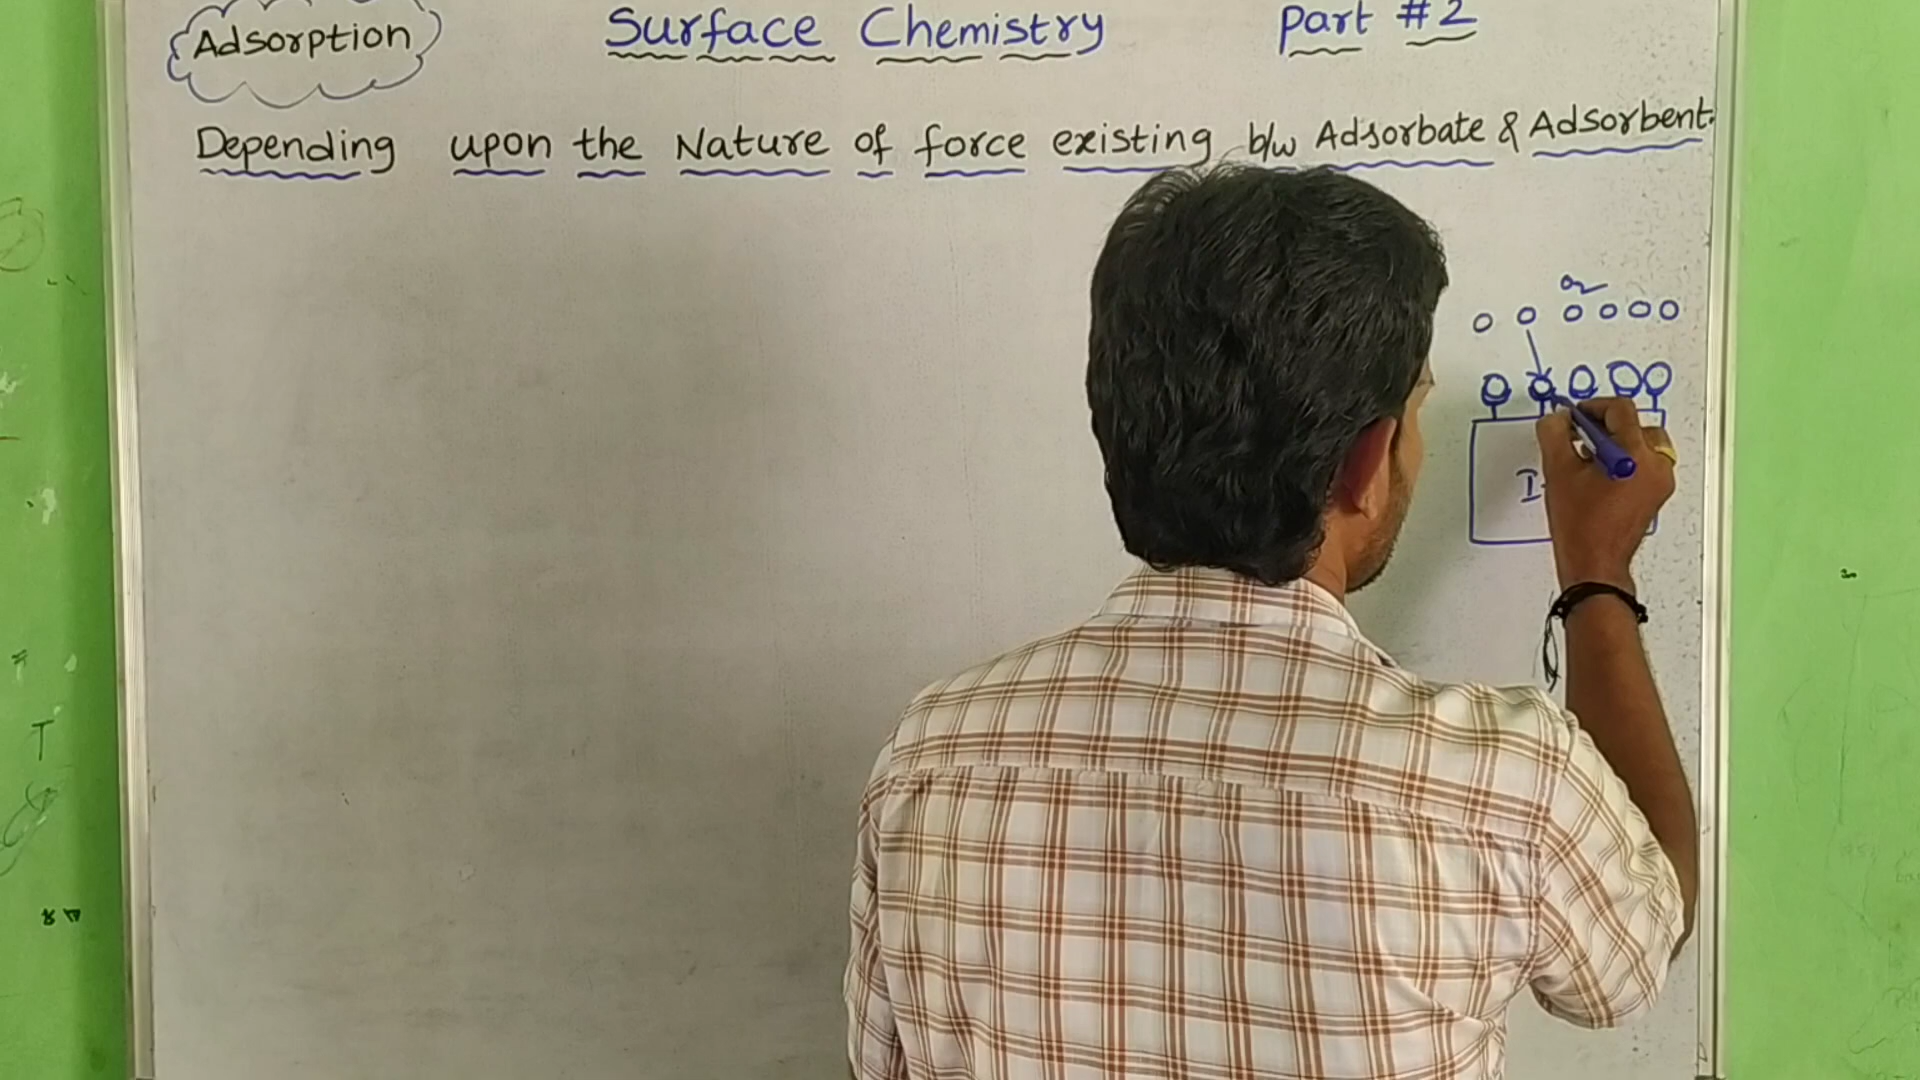 Adsorption
Surface Chemistry
Part #2
Depending upon the Nature of force existing b/w Adsorbate & Adsorbent.